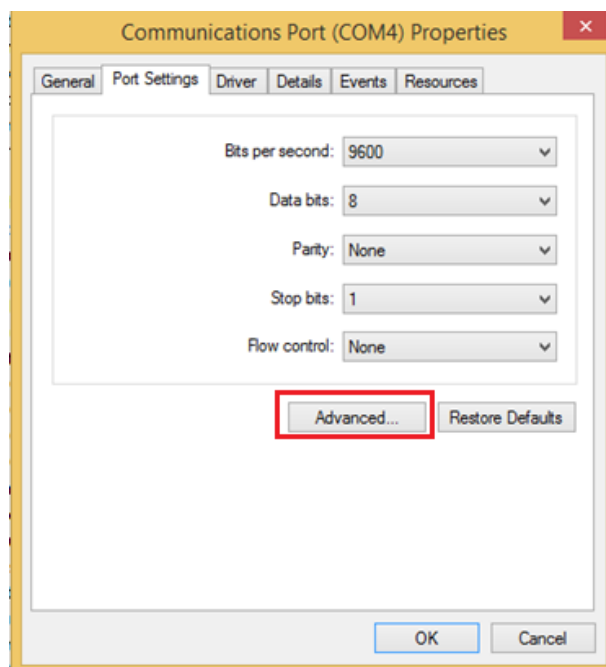 Communications Port (COM4) Properties
General Port Settings Driver Details Events Resources
Bits per second: 9600
Data bits: 8
Parity: None
Stop bits: 1
Flow control: None
Advanced... Restore Defaults
OK Cancel